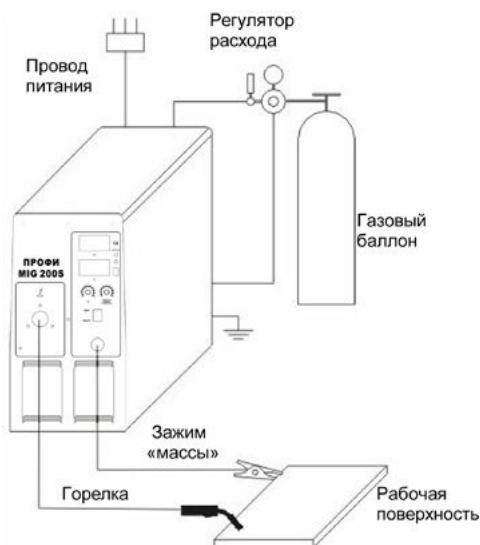 Регулятор
расхода
Провод
питания
Газовый
баллон
ПРОФИ
MIG 200S
Зажим
«массы»
Горелка
Рабочая
поверхность